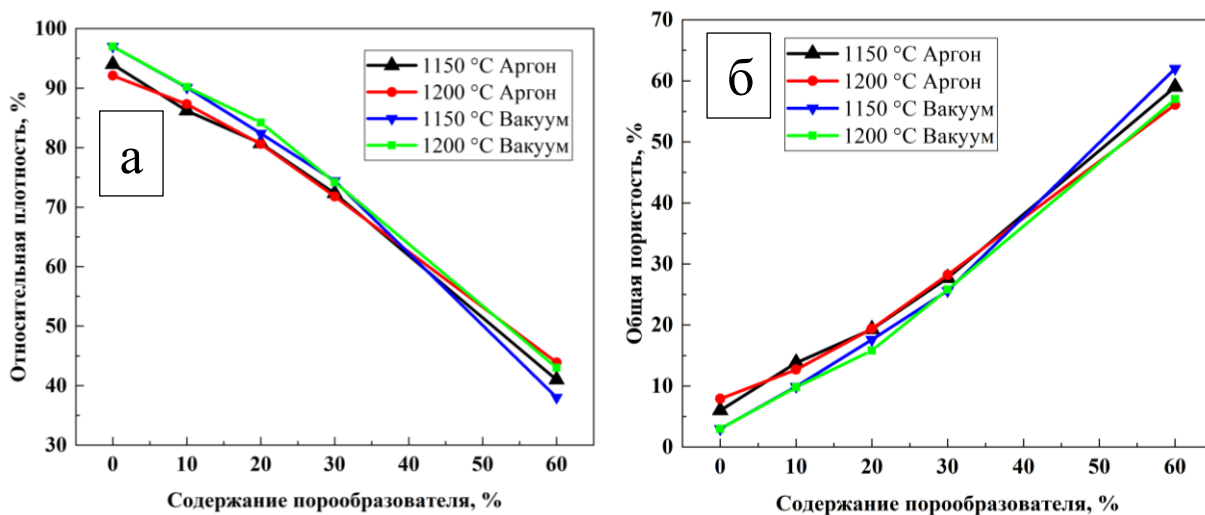 Относительная плотность, %
100
90
80
70
60
50
40
30
а
1150 °C Аргон
1200 °C Аргон
1150 °C Вакуум
1200 °C Вакуум
0 10 20 30 40 50 60
Содержание порообразователя, %
Общая пористость, %
70
60
50
40
30
20
10
0
б
1150 °C Аргон
1200 °C Аргон
1150 °C Вакуум
1200 °C Вакуум
0 10 20 30 40 50 60
Содержание порообразователя, %